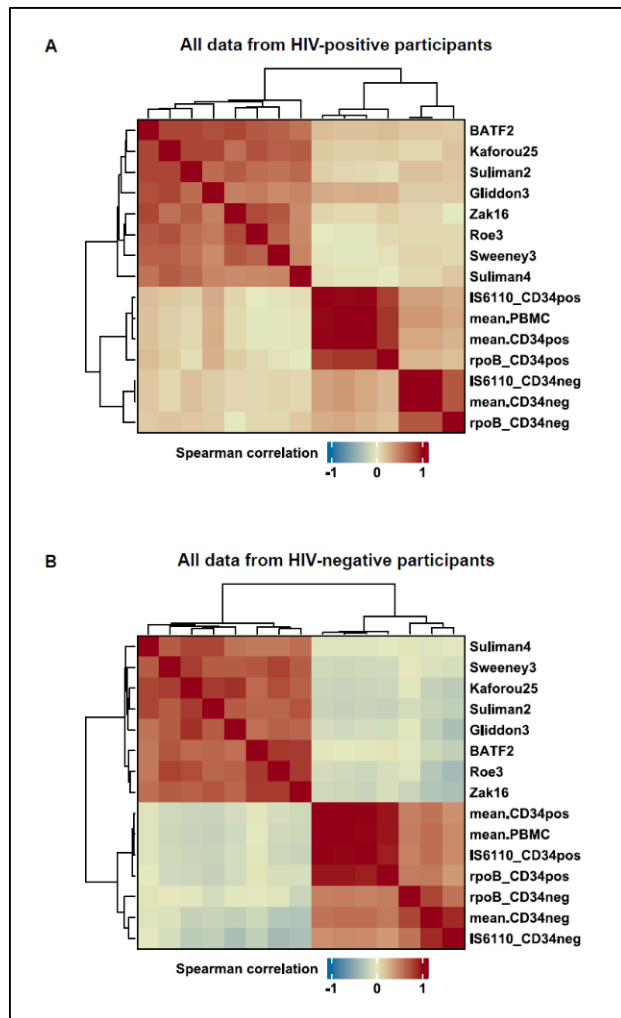 A
All data from HIV-positive participants
BATF2
Kaforou25
Suliman2
Gliddon3
Zak16
Roe3
Sweeney3
Suliman4
IS6110_CD34pos
mean.PBMC
mean.CD34pos
rpoB_CD34pos
IS6110_CD34neg
mean.CD34neg
rpoB_CD34neg
Spearman correlation
-1 0 1
B
All data from HIV-negative participants
Suliman4
Sweeney3
Kaforou25
Suliman2
Gliddon3
BATF2
Roe3
Zak16
mean.CD34pos
mean.PBMC
IS6110_CD34pos
rpoB_CD34pos
rpoB_CD34neg
mean.CD34neg
IS6110_CD34neg
Spearman correlation
-1 0 1